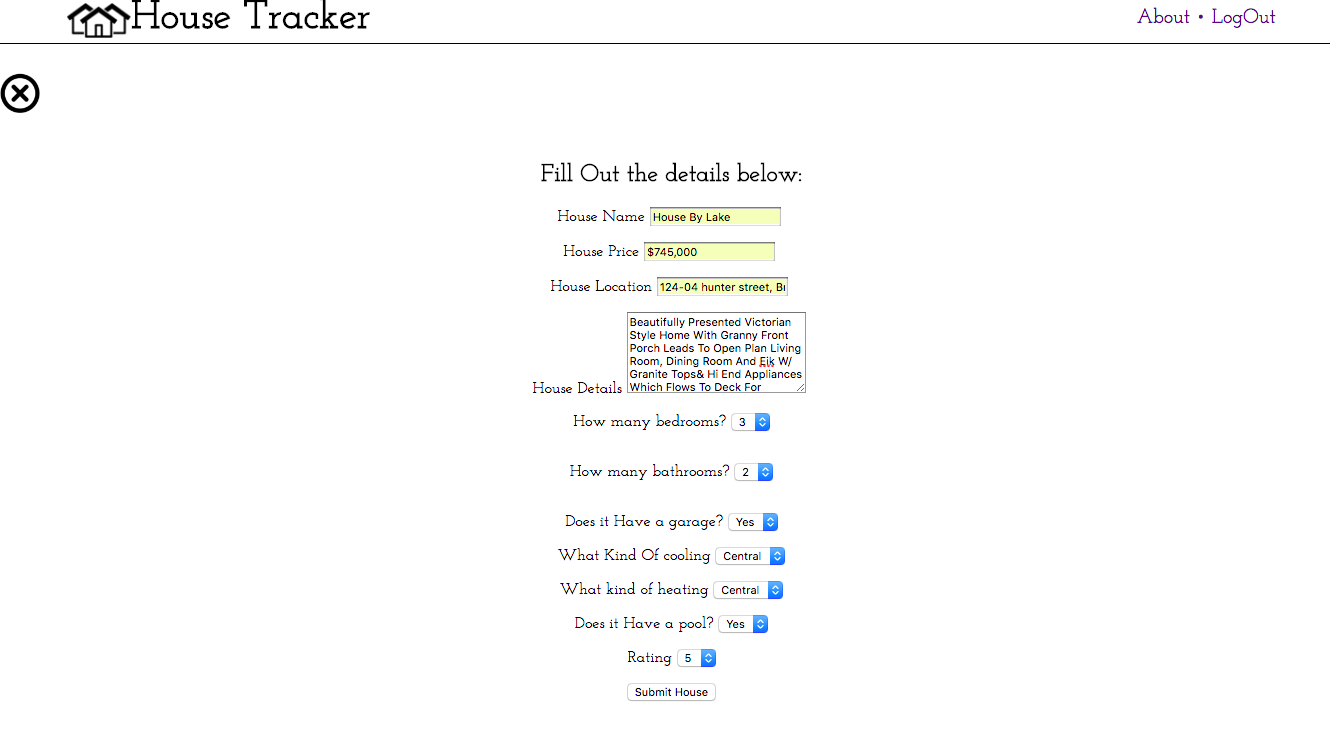 House Tracker
About • LogOut
Fill Out the details below:
House Name House By Lake
House Price $745,000
House Location 124-04 hunter street,
Beautifully Presented Victorian
Style Home With Granny Front
Porch Leads To Open Plan Living
Room, Dining Room And Eik W/
Granite Tops& Hi End Appliances
Which Flows To Deck For
House Details
How many bedrooms? 3
How many bathrooms? 2
Does it Have a garage? Yes
What Kind Of cooling Central
What kind of heating Central
Does it Have a pool? Yes
Rating 5
Submit House